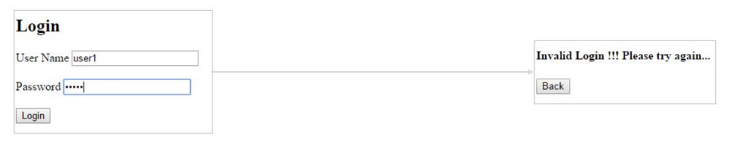 Login
User Name user1
Password •••••
Login
Invalid Login !!! Please try again...
Back